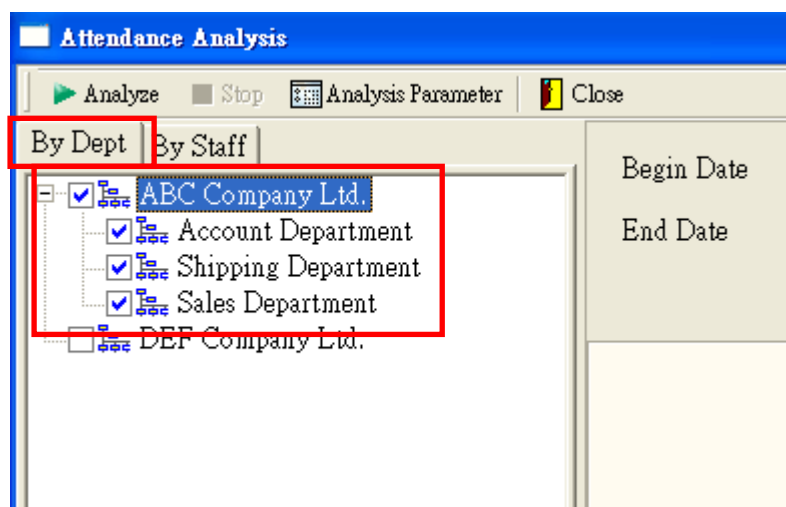 Attendance Analysis
Analyze Stop Analysis Parameter Close
By Dept By Staff
ABC Company Ltd.
Account Department
Shipping Department
Sales Department
DEF Company Ltd.
Begin Date
End Date